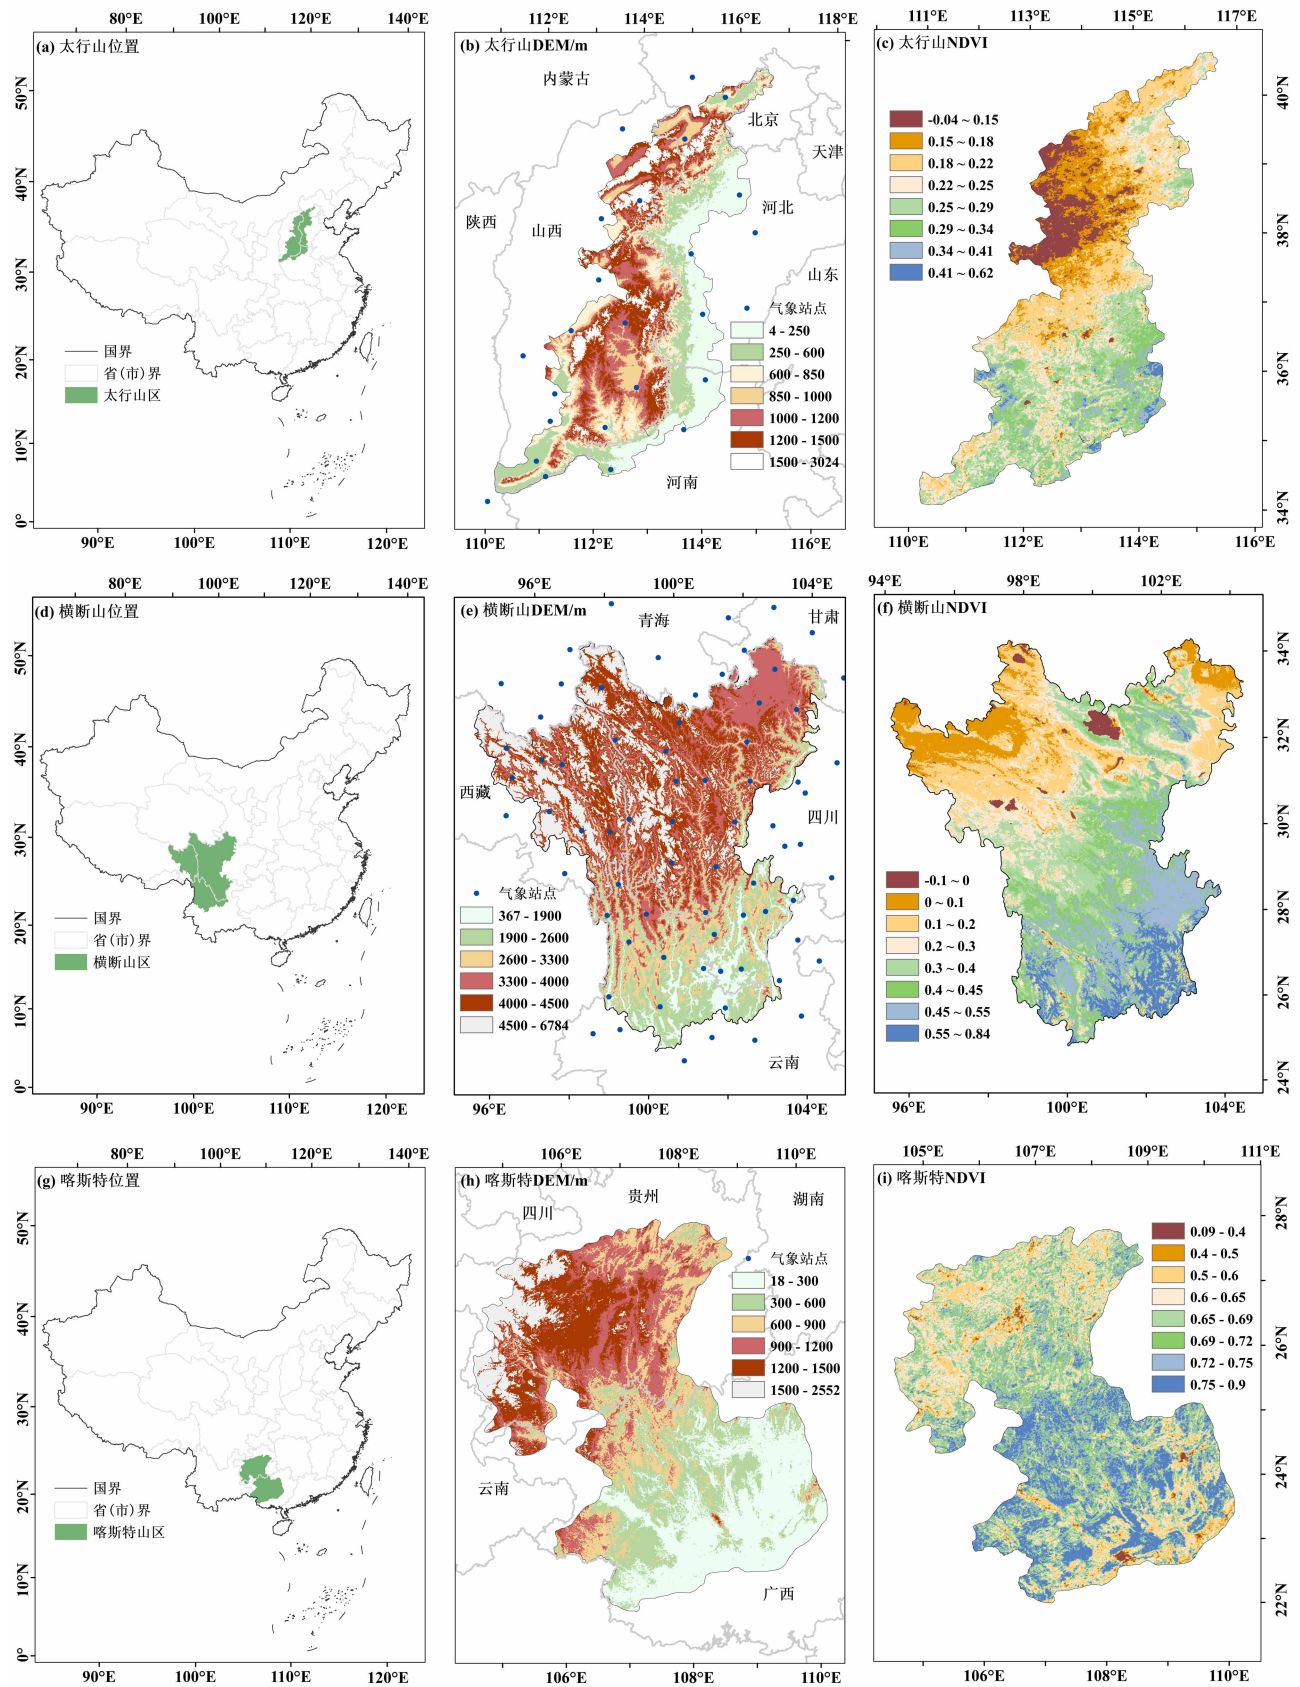 80°E 100°E 120°E 140°E
(a) 太行山位置
50°N
40°N
30°N
20°N
10°N
0°
国界
省(市)界
太行山区
90°E 100°E 110°E 120°E
112°E 114°E 116°E 118°E
(b) 太行山DEM/m
内蒙古
北京
天津
河北
陕西
山西
山东
河南
气象站点
4 - 250
250 - 600
600 - 850
850 - 1000
1000 - 1200
1200 - 1500
1500 - 3024
110°E 112°E 114°E 116°E
111°E 113°E 115°E 117°E
(c) 太行山NDVI
-0.04 ~ 0.15
0.15 ~ 0.18
0.18 ~ 0.22
0.22 ~ 0.25
0.25 ~ 0.29
0.29 ~ 0.34
0.34 ~ 0.41
0.41 ~ 0.62
40°N
38°N
36°N
34°N
110°E 112°E 114°E 116°E
80°E 100°E 120°E 140°E
(d) 横断山位置
50°N
40°N
30°N
20°N
10°N
0°
国界
省(市)界
横断山区
90°E 100°E 110°E 120°E
96°E 100°E 104°E
(e) 横断山DEM/m
青海
甘肃
西藏
四川
云南
气象站点
367 - 1900
1900 - 2600
2600 - 3300
3300 - 4000
4000 - 4500
4500 - 6784
96°E 100°E 104°E
94°E 98°E 102°E
(f) 横断山NDVI
-0.1 ~ 0
0 ~ 0.1
0.1 ~ 0.2
0.2 ~ 0.3
0.3 ~ 0.4
0.4 ~ 0.45
0.45 ~ 0.55
0.55 ~ 0.84
34°N
32°N
30°N
28°N
26°N
24°N
96°E 100°E 104°E
80°E 100°E 120°E 140°E
(g) 喀斯特位置
50°N
40°N
30°N
20°N
10°N
0°
国界
省(市)界
喀斯特山区
90°E 100°E 110°E 120°E
106°E 108°E 110°E
(h) 喀斯特DEM/m
贵州
湖南
四川
云南
广西
气象站点
18 - 300
300 - 600
600 - 900
900 - 1200
1200 - 1500
1500 - 2552
106°E 108°E 110°E
105°E 107°E 109°E 111°E
(i) 喀斯特NDVI
0.09 - 0.4
0.4 - 0.5
0.5 - 0.6
0.6 - 0.65
0.65 - 0.69
0.69 - 0.72
0.72 - 0.75
0.75 - 0.9
28°N
26°N
24°N
22°N
106°E 108°E 110°E